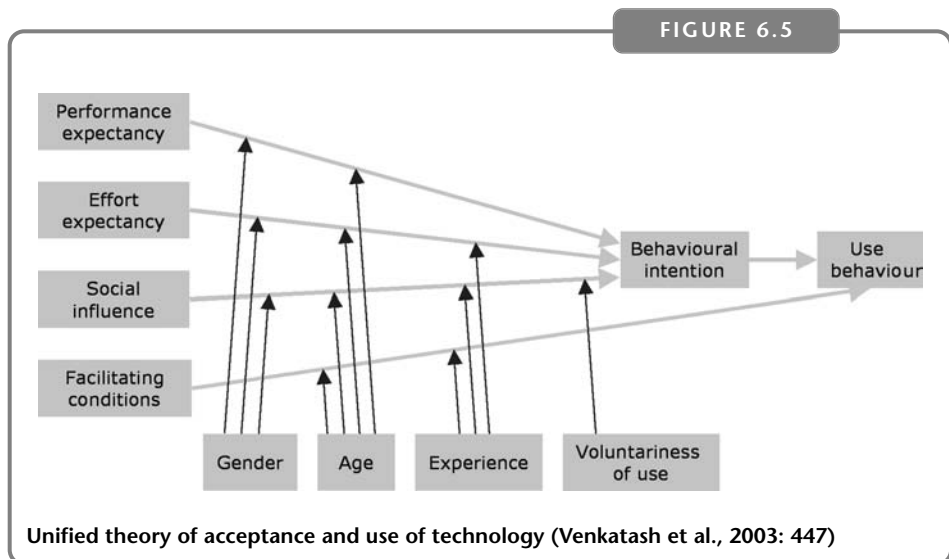 FIGURE 6.5
Performance
expectancy
Effort
expectancy
Social
influence
Facilitating
conditions
Behavioural
intention
Use
behaviour
Gender
Age
Experience
Voluntariness
of use
Unified theory of acceptance and use of technology (Venkatash et al., 2003: 447)